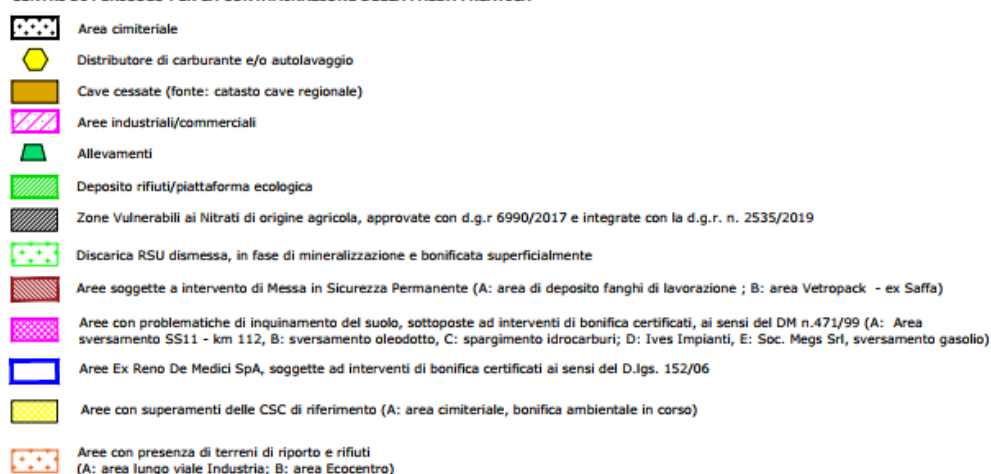 Area cimiteriale
Distributore di carburante e/o autolavaggio
Cave cessate (fonte: catasto cave regionale)
Aree industriali/commerciali
Allevamenti
Deposito rifiuti/piattaforma ecologica
Zone Vulnerabili ai Nitrati di origine agricola, approvate con d.g.r 6990/2017 e integrate con la d.g.r. n. 2535/2019
Discarica RSU dismessa, in fase di mineralizzazione e bonificata superficialmente
Aree soggette a intervento di Messa in Sicurezza Permanente (A: area di deposito fanghi di lavorazione ; B: area Vetropack - ex Saffa)
Aree con problematiche di inquinamento del suolo, sottoposte ad interventi di bonifica certificati, ai sensi del DM n.471/99 (A: Area
sversamento SS11 - km 112, B: sversamento oleodotto, C: spargimento idrocarburi; D: Ives Impianti, E: Soc. Megs Srl, sversamento gasolio)
Aree Ex Reno De Medici SpA, soggette ad interventi di bonifica certificati ai sensi del D.lgs. 152/06
Aree con superamenti delle CSC di riferimento (A: area cimiteriale, bonifica ambientale in corso)
Aree con presenza di terreni di riporto e rifiuti
(A: area lungo viale Industria; B: area Ecocentro)